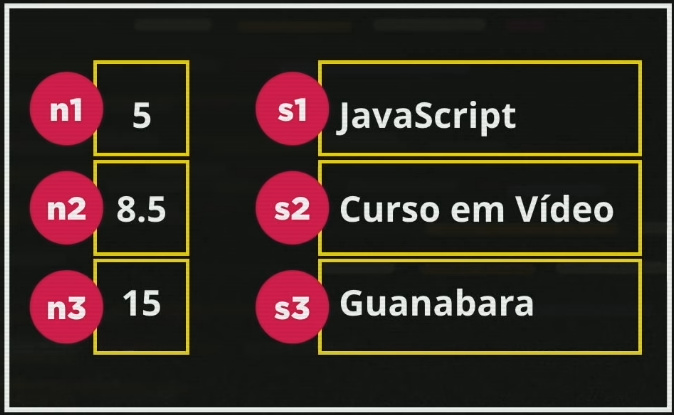 n1 5
n2 8.5
n3 15
s1 JavaScript
s2 Curso em Vídeo
s3 Guanabara